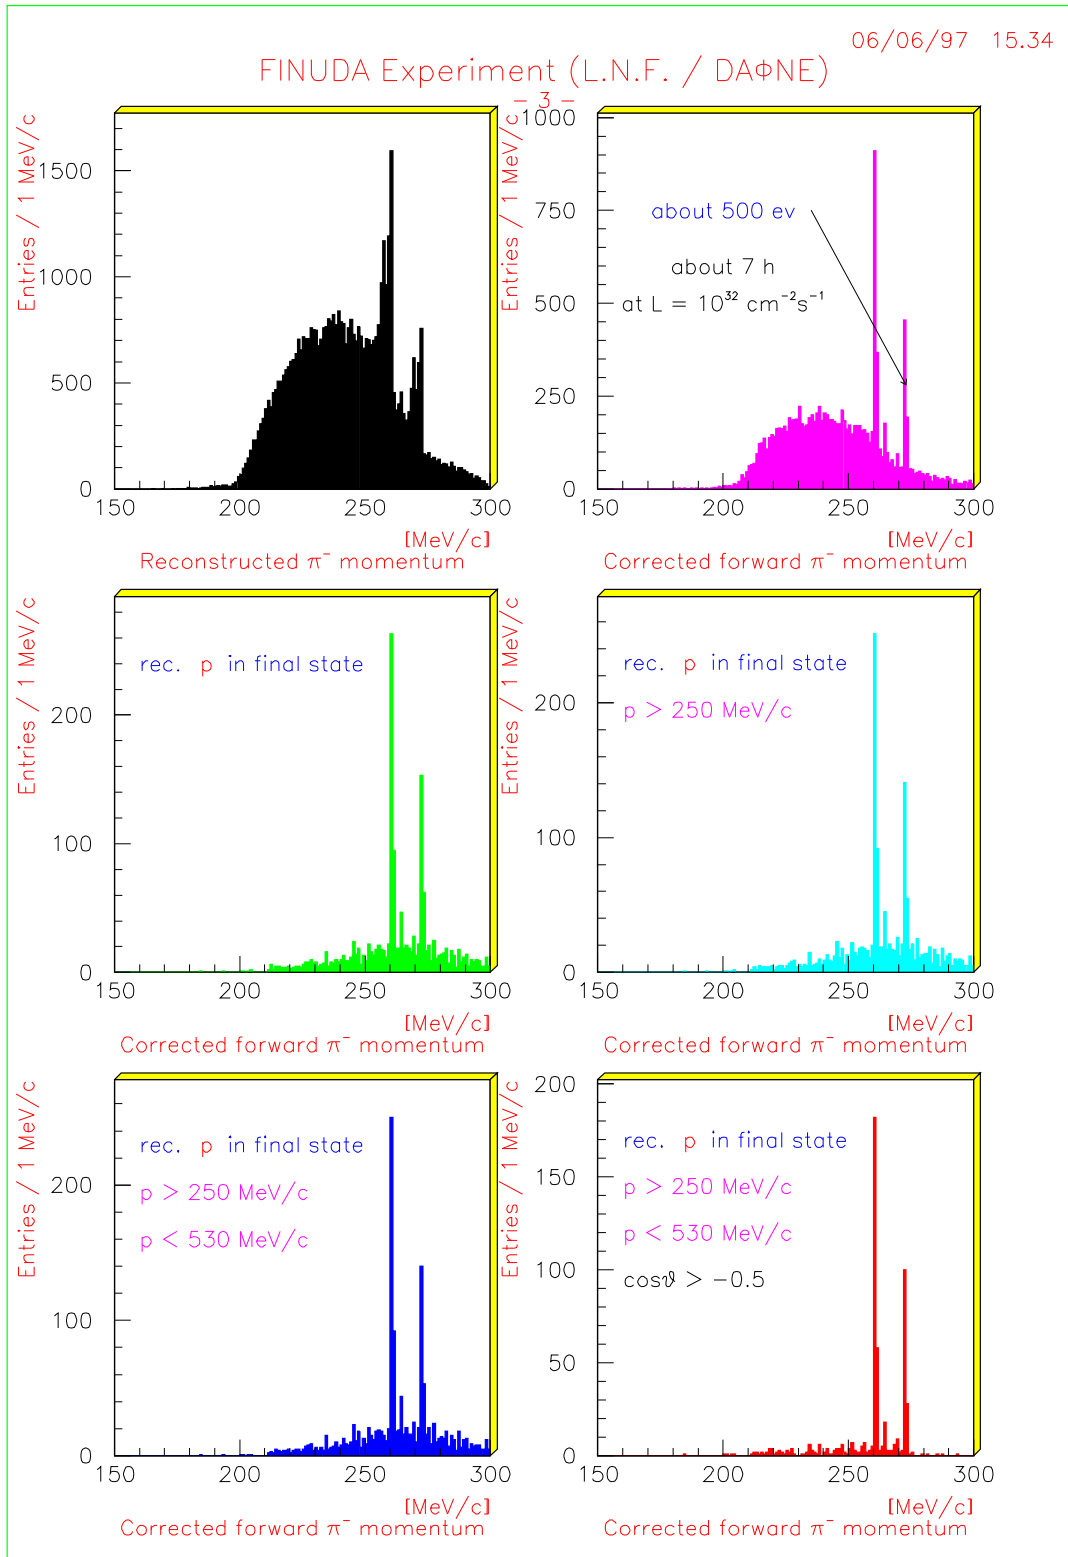 06/06/97 15.34
FINUDA Experiment (L.N.F. / DAΦNE)
- 3 -
Entries / 1 MeV/c
1500
1000
500
0
150 200 250 300
[MeV/c]
Reconstructed π⁻ momentum
Entries / 1 MeV/c
1000
750
500
250
0
about 500 ev
about 7 h
at L = 10³² cm⁻²s⁻¹
150 200 250 300
[MeV/c]
Corrected forward π⁻ momentum
Entries / 1 MeV/c
200
100
0
rec. p in final state
150 200 250 300
[MeV/c]
Corrected forward π⁻ momentum
Entries / 1 MeV/c
200
100
0
rec. p in final state
p > 250 MeV/c
150 200 250 300
[MeV/c]
Corrected forward π⁻ momentum
Entries / 1 MeV/c
200
100
0
rec. p in final state
p > 250 MeV/c
p < 530 MeV/c
150 200 250 300
[MeV/c]
Corrected forward π⁻ momentum
Entries / 1 MeV/c
200
150
100
50
0
rec. p in final state
p > 250 MeV/c
p < 530 MeV/c
cosϑ > −0.5
150 200 250 300
[MeV/c]
Corrected forward π⁻ momentum